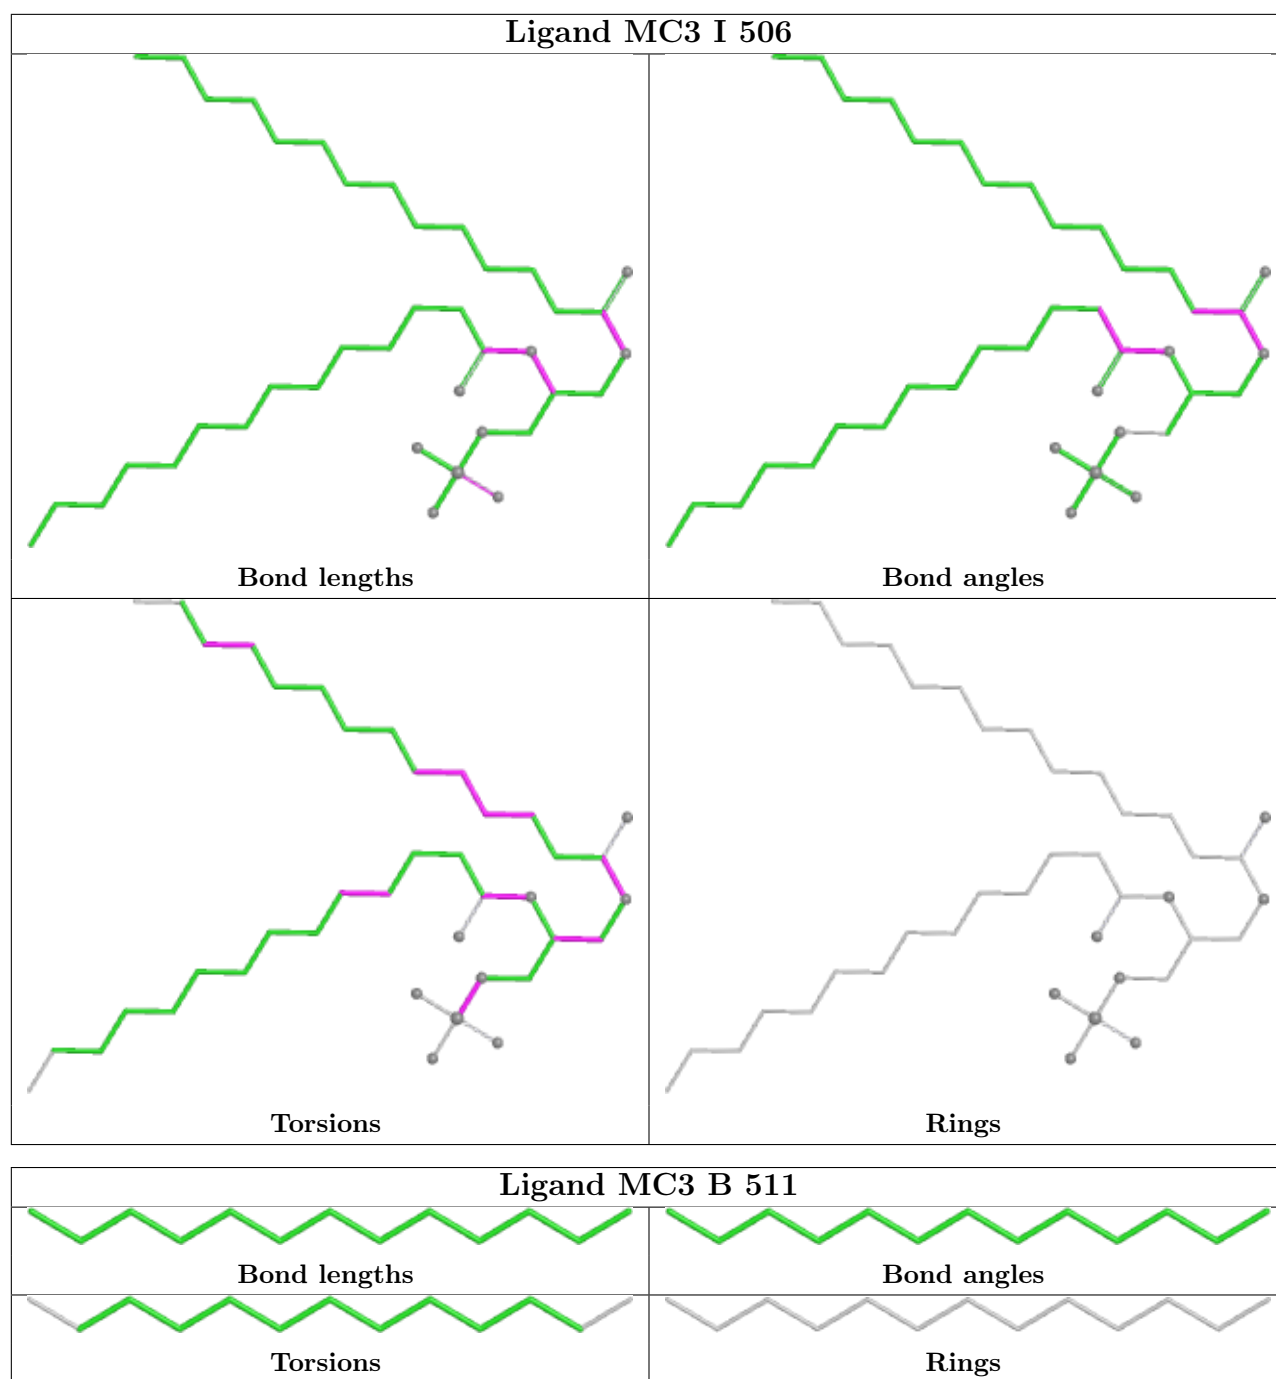 Ligand MC3 I 506
Bond lengths
Bond angles
Torsions
Rings
Ligand MC3 B 511
Bond lengths
Bond angles
Torsions
Rings